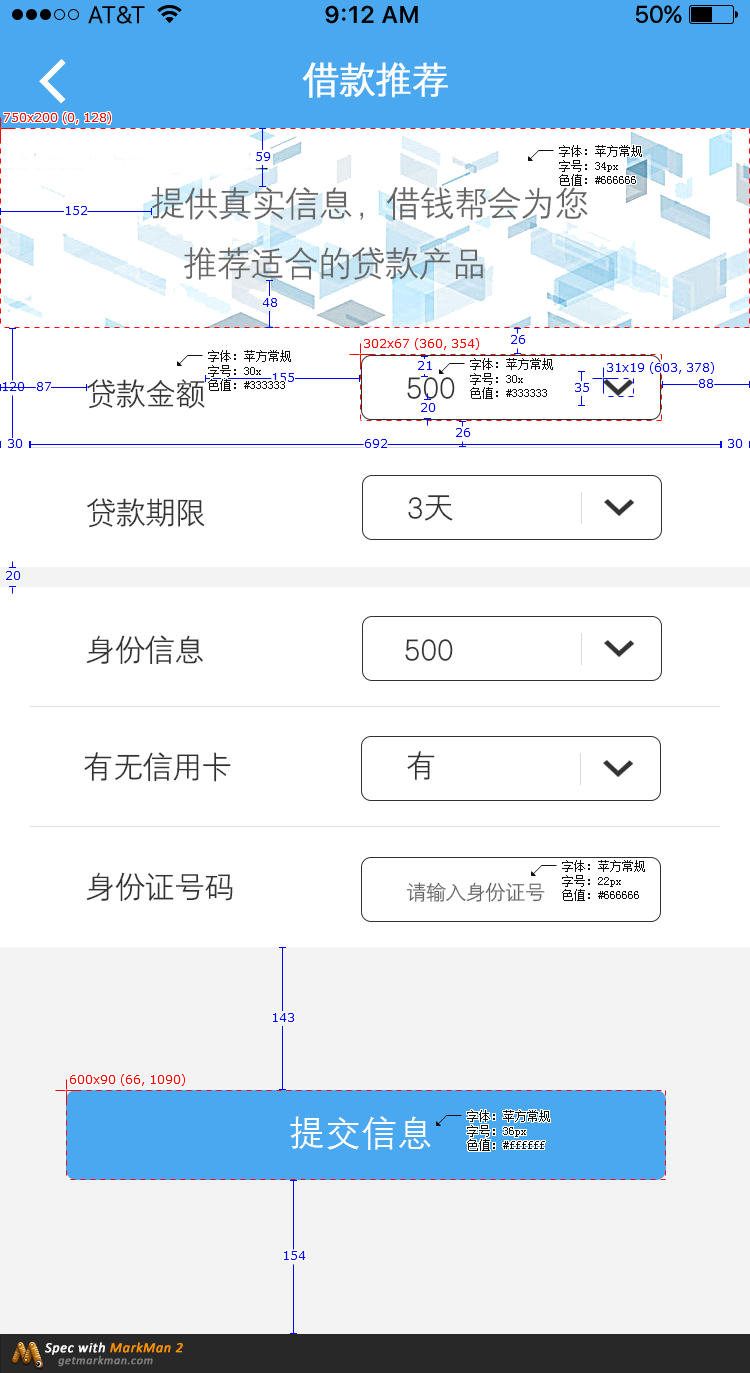 AT&T 9:12 AM 50%
借款推荐
750x200 (0, 128)
59
字体：苹方常规
字号：34px
色值：#666666
152
提供真实信息，借钱帮会为您
推荐适合的贷款产品
48
26
302x67 (360, 354)
字体：苹方常规
字号：30x
色值：#333333
21
字体：苹方常规
字号：30x
色值：#333333
31x19 (603, 378)
120
87
贷款金额
155
500
35
88
20
26
30
692
30
贷款期限
3天
20
身份信息
500
有无信用卡
有
身份证号码
请输入身份证号
字体：苹方常规
字号：22px
色值：#666666
143
600x90 (66, 1090)
提交信息
字体：苹方常规
字号：36px
色值：#ffffff
154
Spec with MarkMan 2
getmarkman.com